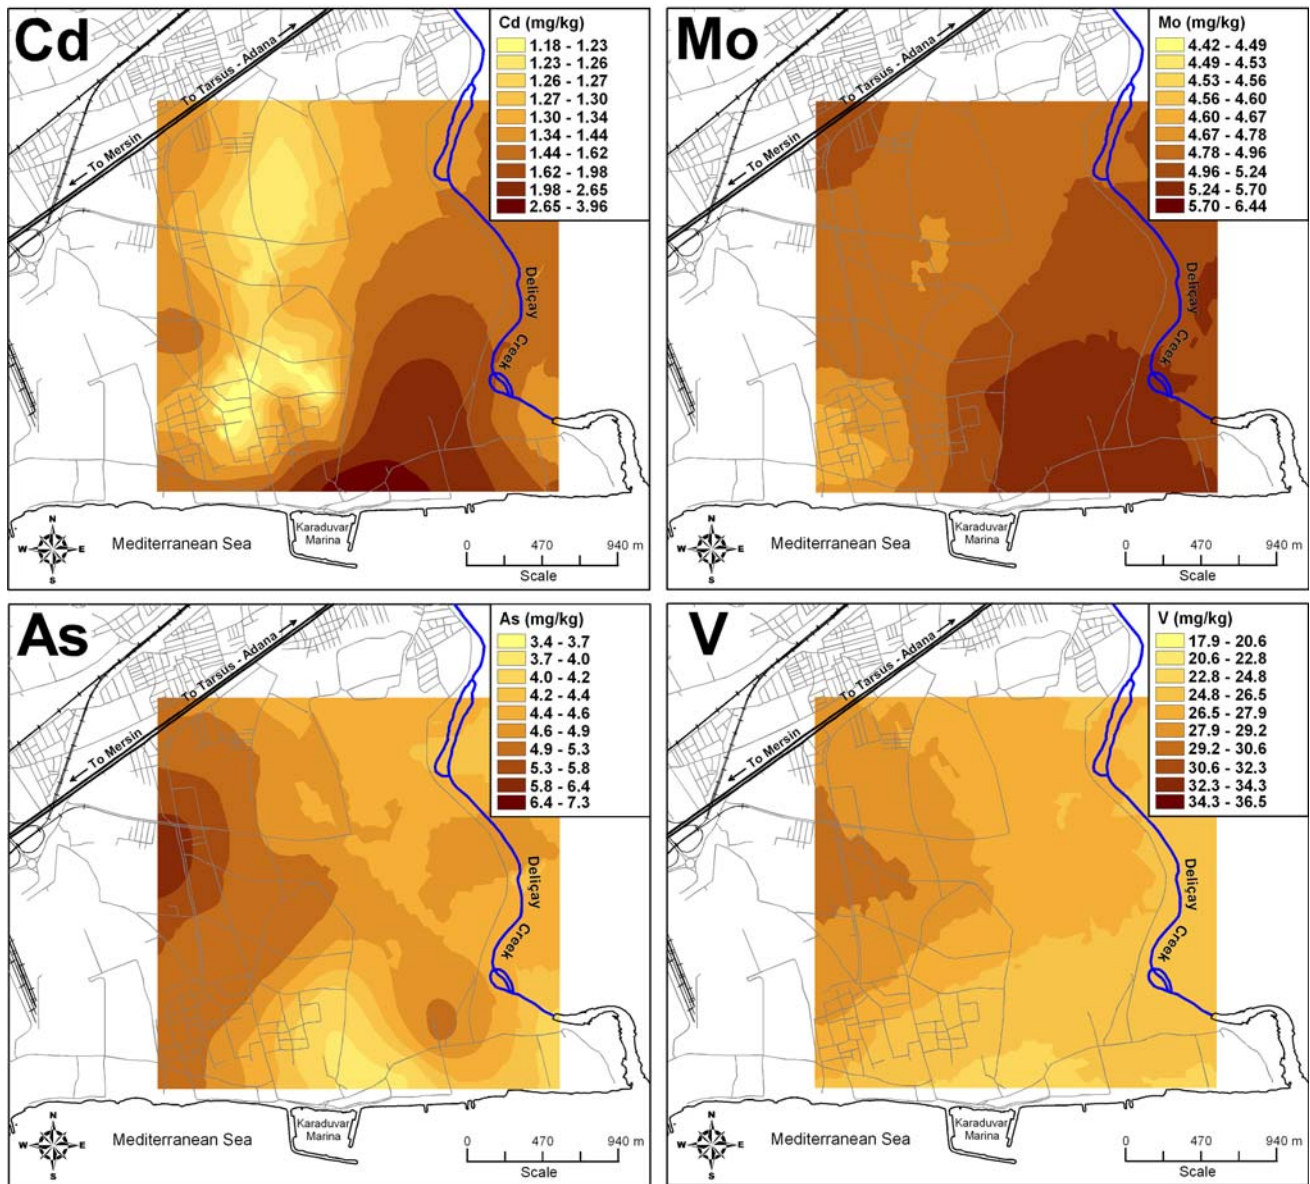 Cd
Cd (mg/kg)
1.18 - 1.23
1.23 - 1.26
1.26 - 1.27
1.27 - 1.30
1.30 - 1.34
1.34 - 1.44
1.44 - 1.62
1.62 - 1.98
1.98 - 2.65
2.65 - 3.96
To Tarsus - Adana
To Mersin
Deliçay
Creek
N
W E
S
Mediterranean Sea
Karaduvar
Marina
0 470 940 m
Scale
Mo
Mo (mg/kg)
4.42 - 4.49
4.49 - 4.53
4.53 - 4.56
4.56 - 4.60
4.60 - 4.67
4.67 - 4.78
4.78 - 4.96
4.96 - 5.24
5.24 - 5.70
5.70 - 6.44
To Tarsus - Adana
To Mersin
Deliçay
Creek
N
W E
S
Mediterranean Sea
Karaduvar
Marina
0 470 940 m
Scale
As
As (mg/kg)
3.4 - 3.7
3.7 - 4.0
4.0 - 4.2
4.2 - 4.4
4.4 - 4.6
4.6 - 4.9
4.9 - 5.3
5.3 - 5.8
5.8 - 6.4
6.4 - 7.3
To Tarsus - Adana
To Mersin
Deliçay
Creek
N
W E
S
Mediterranean Sea
Karaduvar
Marina
0 470 940 m
Scale
V
V (mg/kg)
17.9 - 20.6
20.6 - 22.8
22.8 - 24.8
24.8 - 26.5
26.5 - 27.9
27.9 - 29.2
29.2 - 30.6
30.6 - 32.3
32.3 - 34.3
34.3 - 36.5
To Tarsus - Adana
To Mersin
Deliçay
Creek
N
W E
S
Mediterranean Sea
Karaduvar
Marina
0 470 940 m
Scale